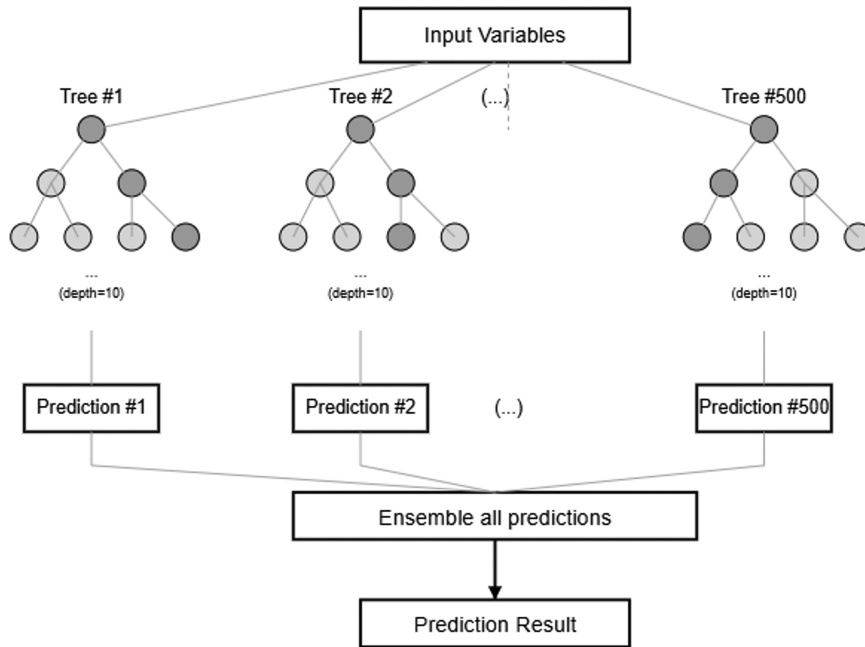 Input Variables
Tree #1
Tree #2
(...)
Tree #500
...
(depth=10)
...
(depth=10)
...
(depth=10)
Prediction #1
Prediction #2
(...)
Prediction #500
Ensemble all predictions
Prediction Result